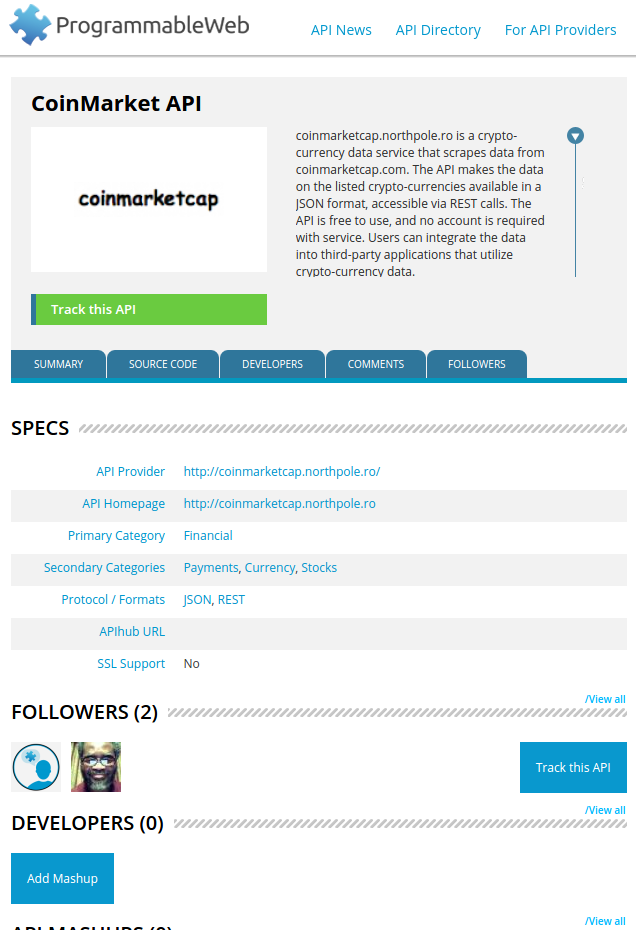 ProgrammableWeb
API News API Directory For API Providers
CoinMarket API
coinmarketcap
coinmarketcap.northpole.ro is a crypto-
currency data service that scrapes data from
coinmarketcap.com. The API makes the data
on the listed crypto-currencies available in a
JSON format, accessible via REST calls. The
API is free to use, and no account is required
with service. Users can integrate the data
into third-party applications that utilize
crypto-currency data.
Track this API
SUMMARY SOURCE CODE DEVELOPERS COMMENTS FOLLOWERS
SPECS
API Provider http://coinmarketcap.northpole.ro/
API Homepage http://coinmarketcap.northpole.ro
Primary Category Financial
Secondary Categories Payments, Currency, Stocks
Protocol / Formats JSON, REST
APIhub URL
SSL Support No
/View all
FOLLOWERS (2)
Track this API
/View all
DEVELOPERS (0)
Add Mashup
/View all
API MASHUPS (0)